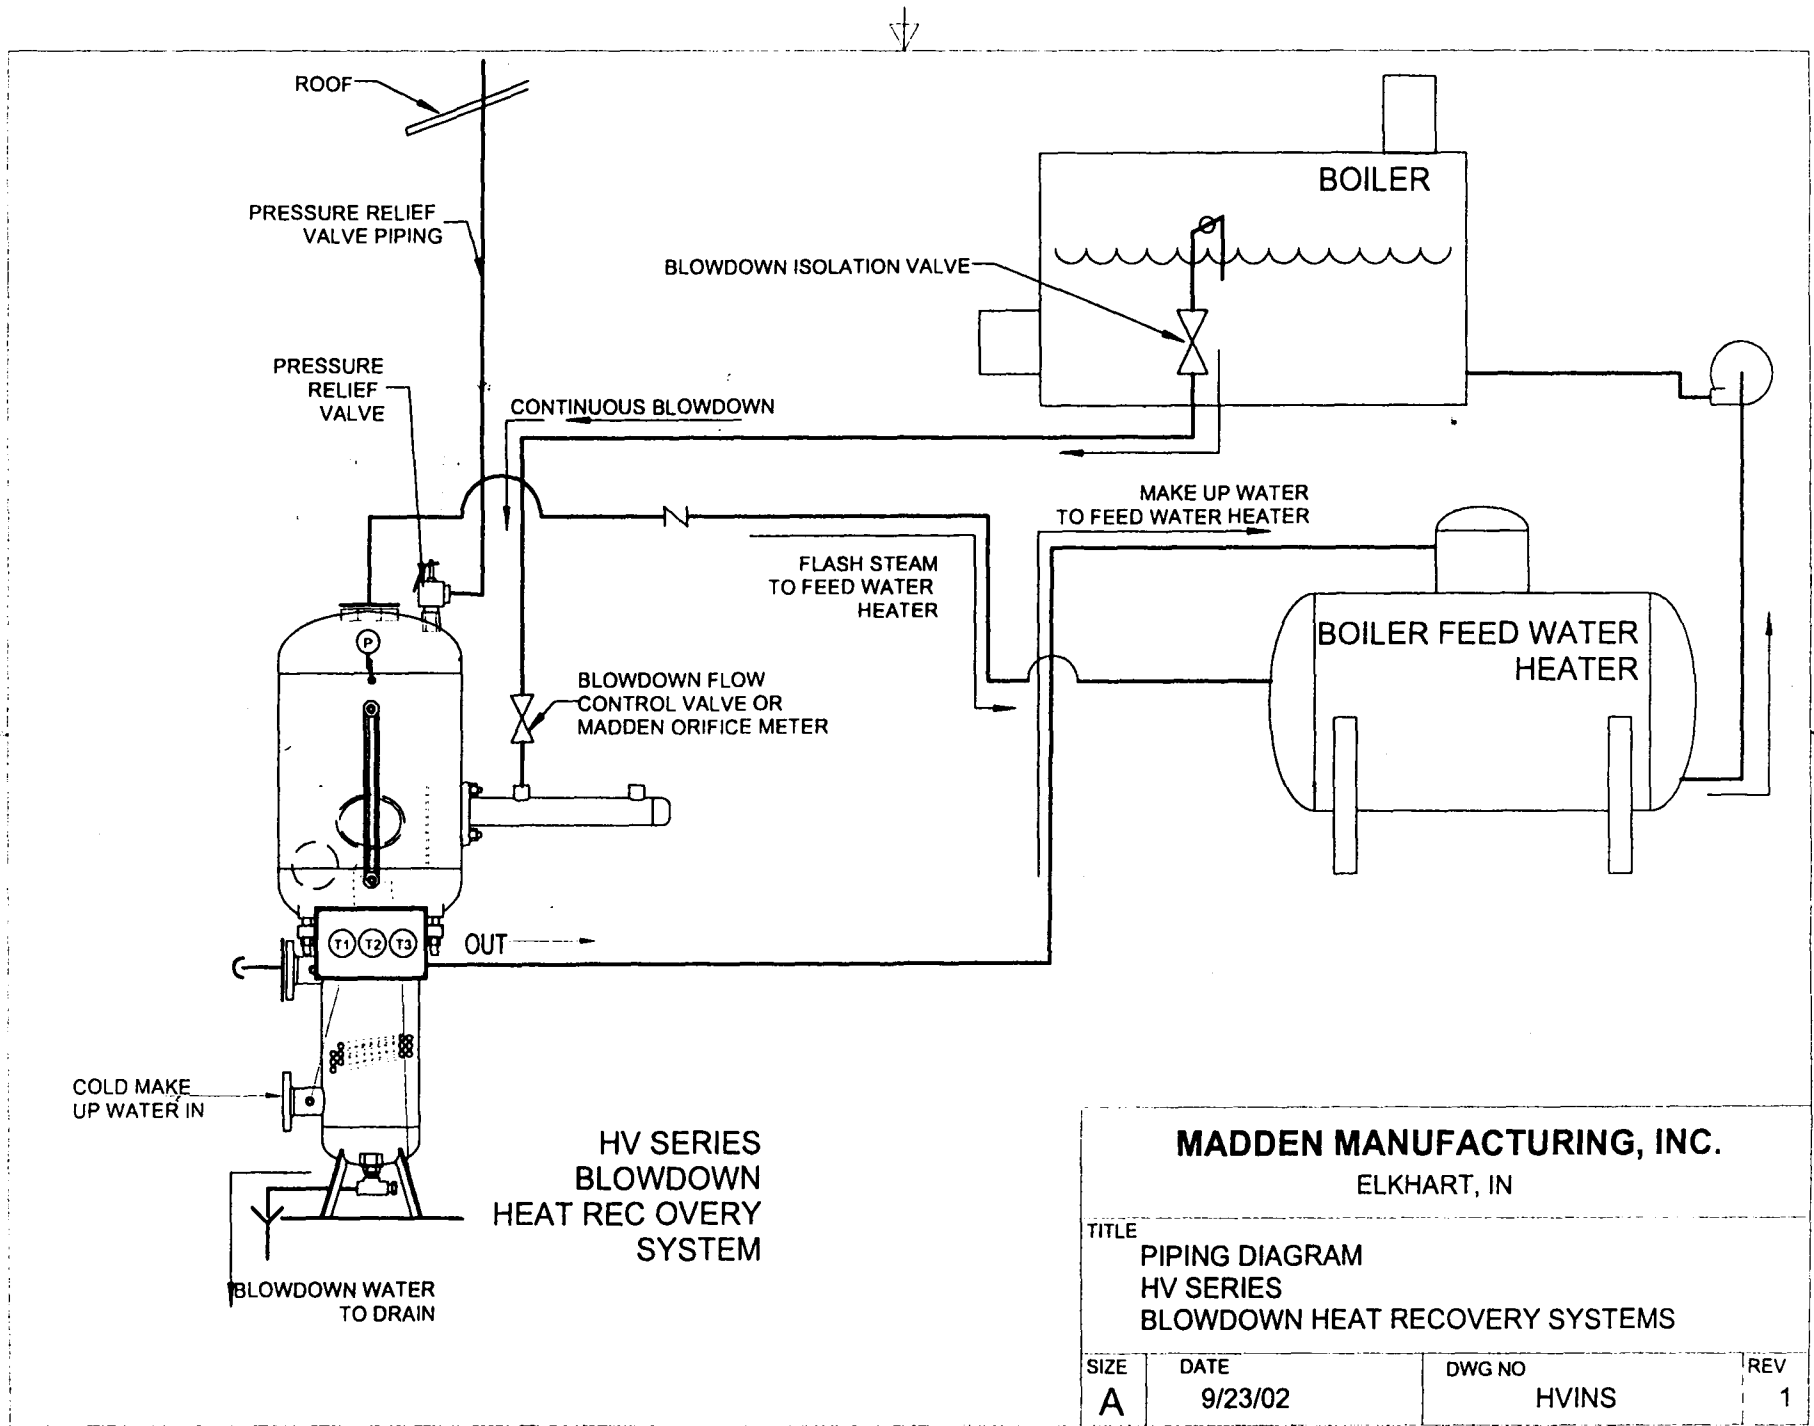 ROOF
PRESSURE RELIEF
VALVE PIPING
BOILER
BLOWDOWN ISOLATION VALVE
PRESSURE
RELIEF
VALVE
CONTINUOUS BLOWDOWN
MAKE UP WATER
TO FEED WATER HEATER
FLASH STEAM
TO FEED WATER
HEATER
BOILER FEED WATER
HEATER
P
BLOWDOWN FLOW
CONTROL VALVE OR
MADDEN ORIFICE METER
T1 T2 T3
OUT
COLD MAKE
UP WATER IN
HV SERIES
BLOWDOWN
HEAT REC OVERY
SYSTEM
BLOWDOWN WATER
TO DRAIN
MADDEN MANUFACTURING, INC.
ELKHART, IN
TITLE
PIPING DIAGRAM
HV SERIES
BLOWDOWN HEAT RECOVERY SYSTEMS
SIZE DATE DWG NO REV
A 9/23/02 HVINS 1